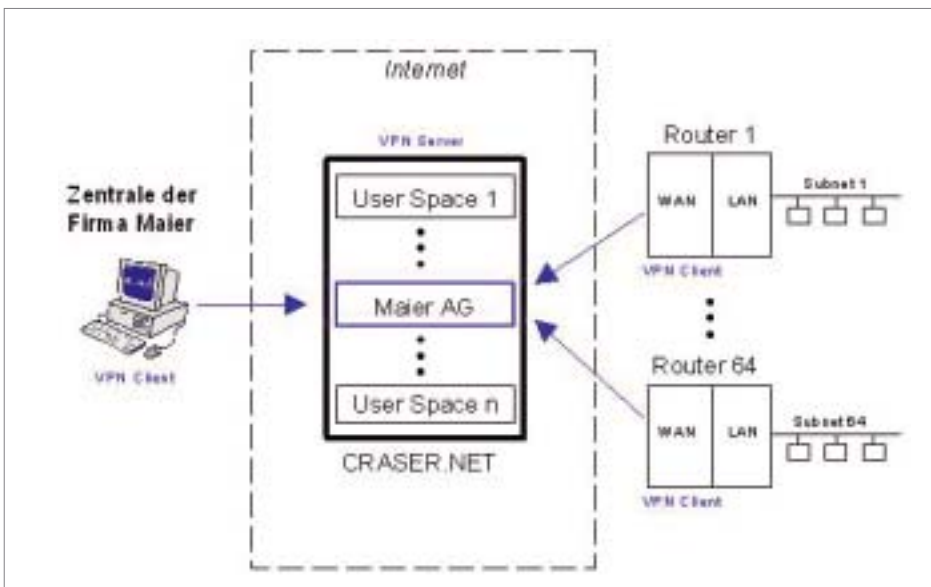 Internet
VPN Server
Zentrale der
Firma Maier
VPN Client
User Space 1
Maier AG
User Space n
CRASER.NET
Router 1
WAN
LAN
Subnet 1
VPN Client
Router 64
WAN
LAN
Subnet 64
VPN Client